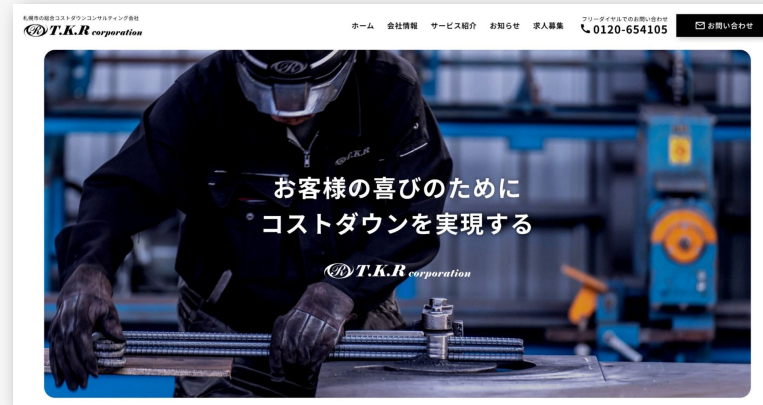 札幌市の総合コストダウンコンサルティング会社
T.K.R corporation
ホーム 会社情報 サービス紹介 お知らせ 求人募集
フリーダイヤルでのお問い合わせ
0120-654105
お問い合わせ
T.K.R
お客様の喜びのために
コストダウンを実現する
T.K.R corporation